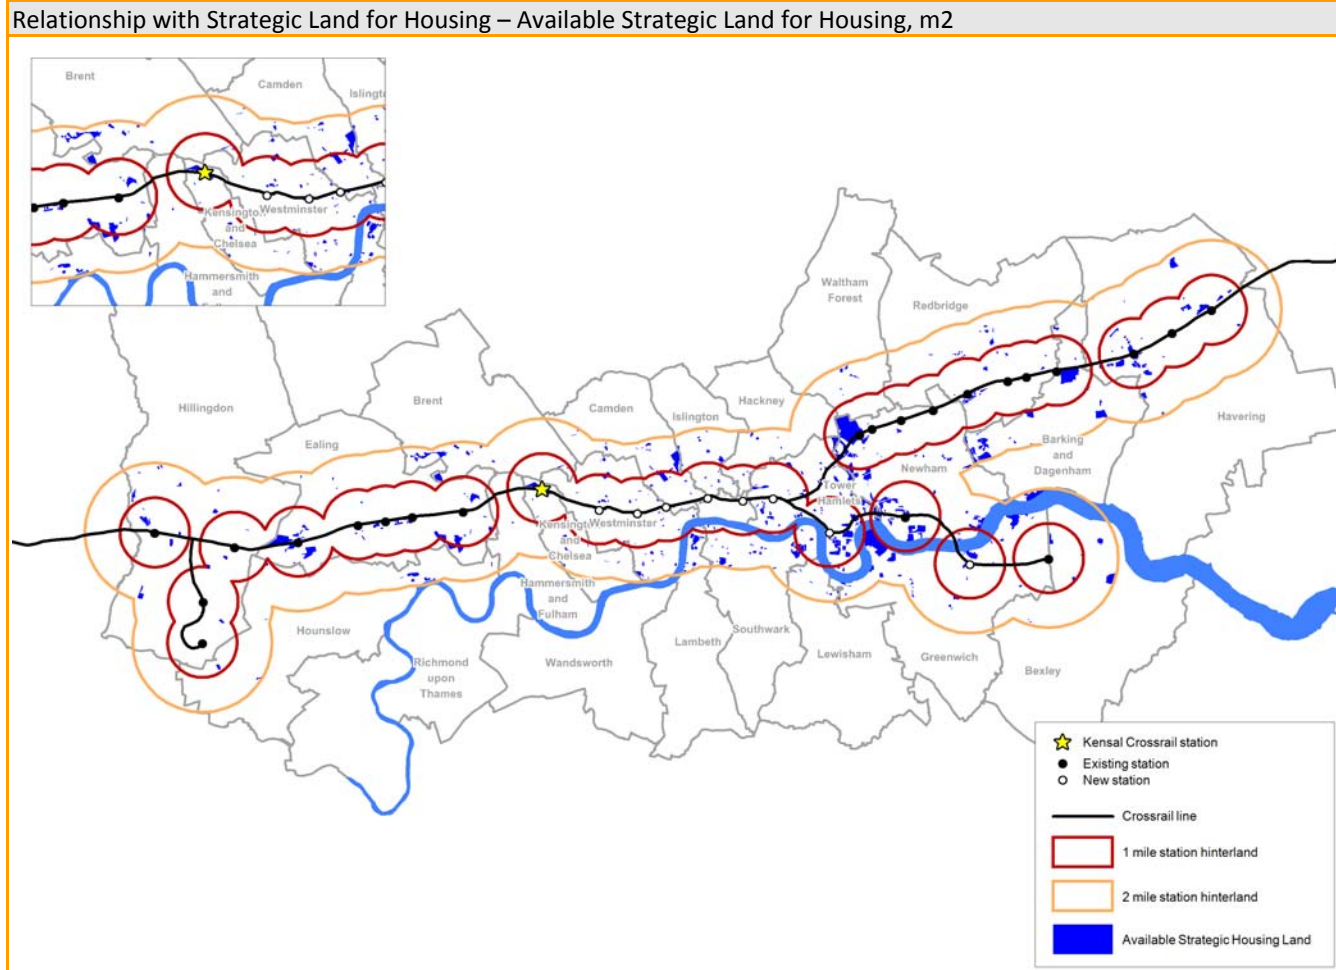 Relationship with Strategic Land for Housing – Available Strategic Land for Housing, m2
Brent
Camden
Islingt
Kensingto
Westminster
and
Chelsea
Hammersmith
and
Waltham
Forest
Redbridge
Hillingdon
Brent
Camden
Islington
Hackney
Havering
Ealing
Barking
and
Dagenham
Newham
Tower
Hamlets
Kensingt
Westminster
and
Chelsea
Hammersmith
and
Fulham
Hounslow
Richmond
upon
Thames
Wandsworth
Lambeth
Southwark
Lewisham
Greenwich
Bexley
Kensal Crossrail station
Existing station
New station
Crossrail line
1 mile station hinterland
2 mile station hinterland
Available Strategic Housing Land